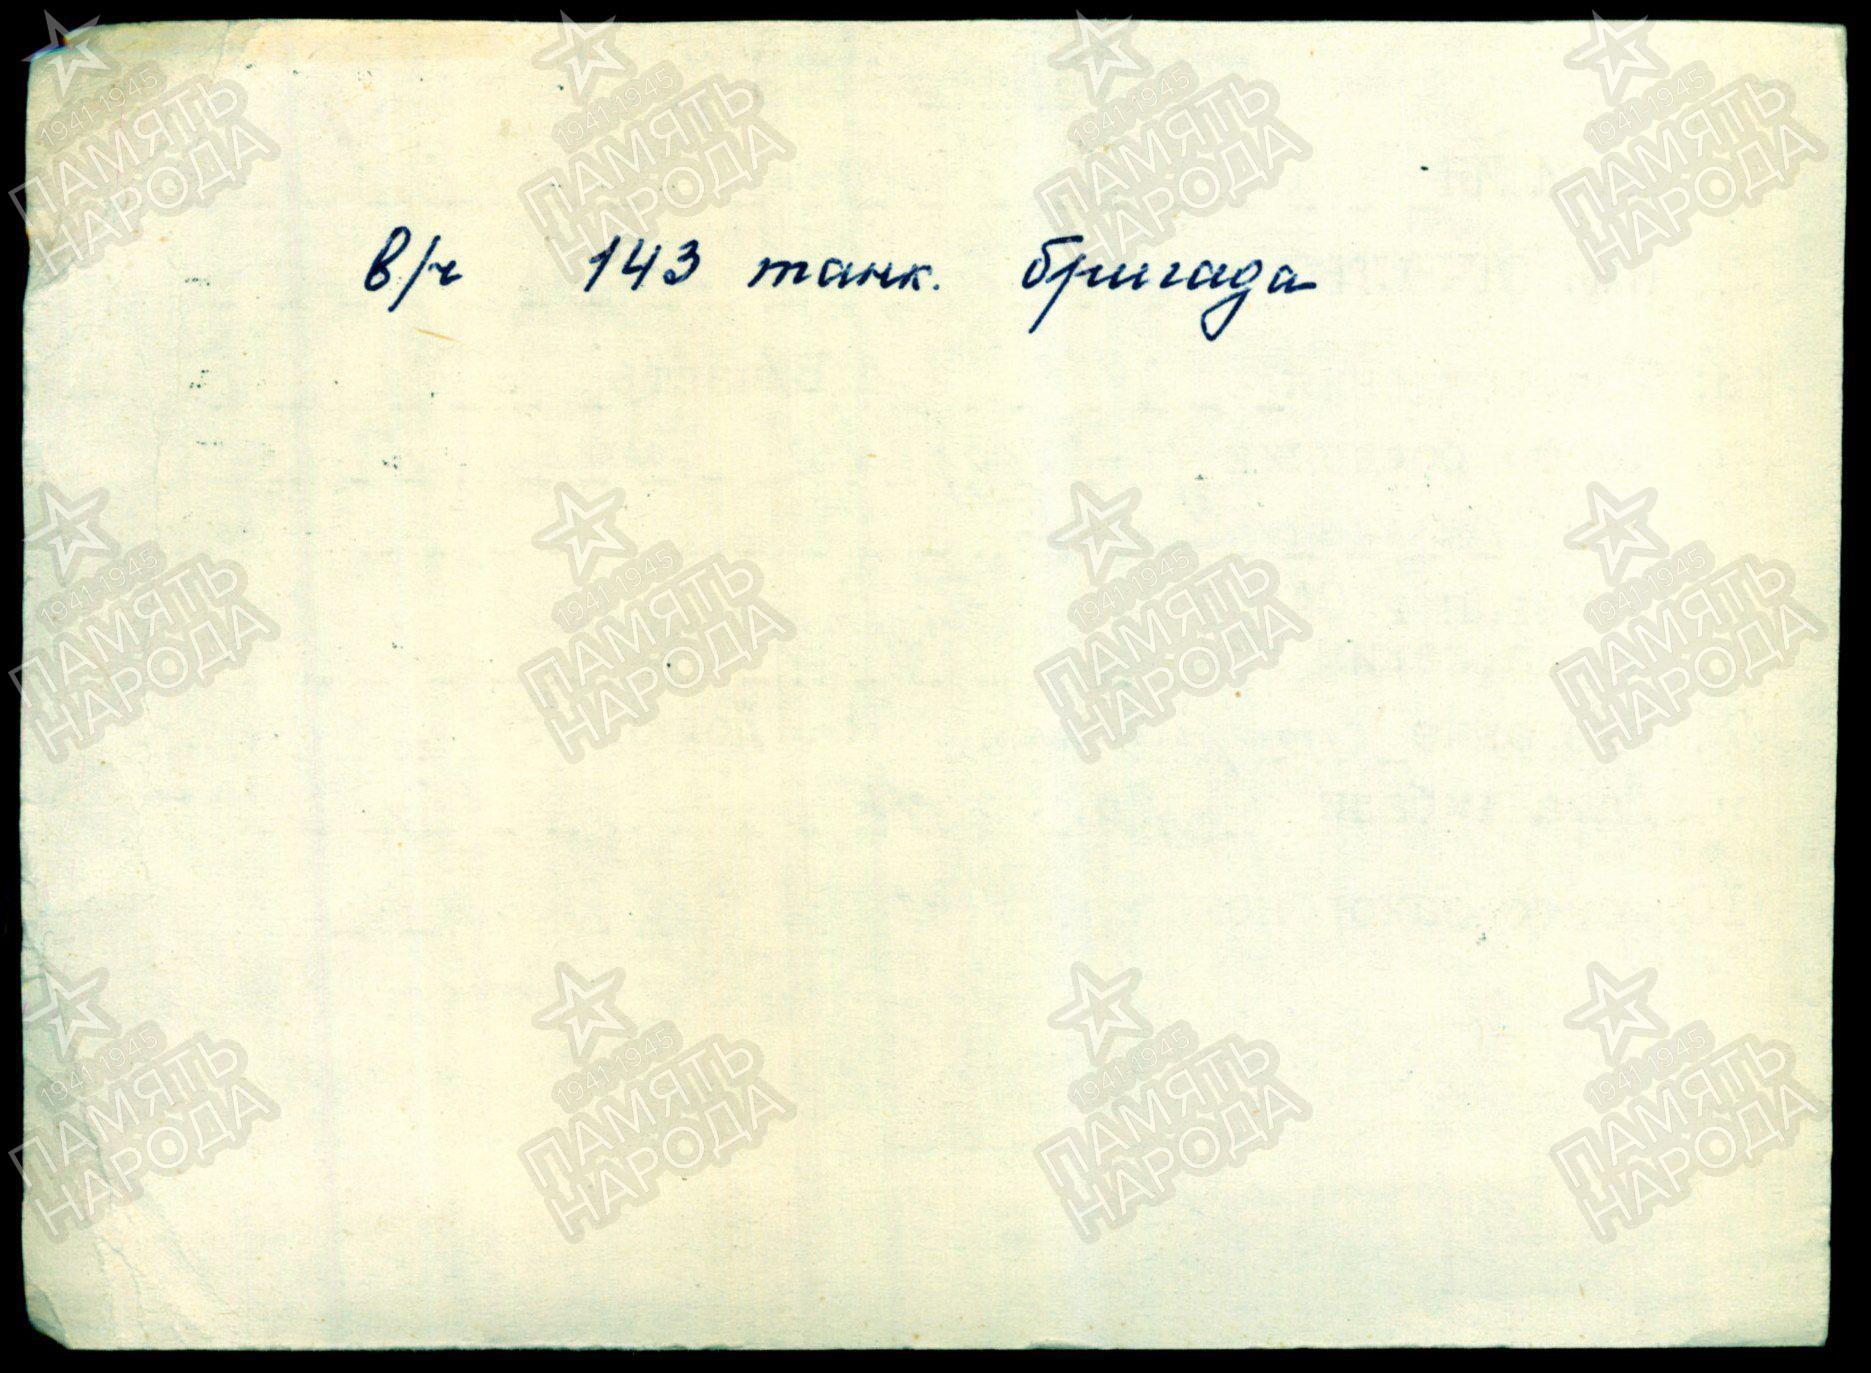 в/ч 143 танк. бригада